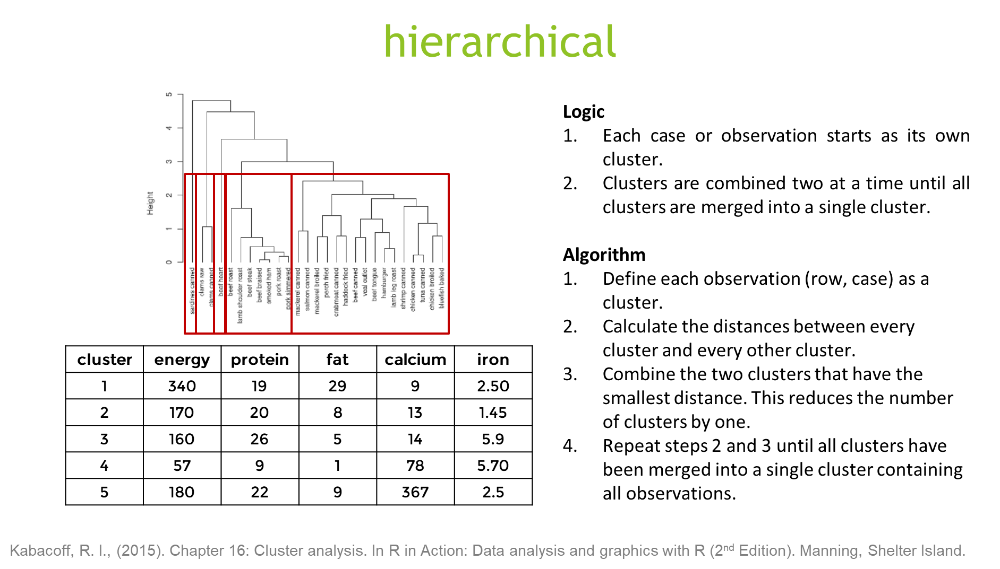 hierarchical
5
4
3
2
1
0
Height
sardines canned
clams raw
clams canned
beef heart
beef roast
lamb shoulder roast
beef steak
beef braised
smoked ham
pork roast
pork simmered
mackerel canned
salmon canned
mackerel broiled
perch fried
crabmeat canned
haddock fried
beef canned
veal cutlet
beef tongue
hamburger
lamb leg roast
shrimp canned
chicken canned
tuna canned
chicken broiled
bluefish baked
cluster energy protein fat calcium iron
1 340 19 29 9 2.50
2 170 20 8 13 1.45
3 160 26 5 14 5.9
4 57 9 1 78 5.70
5 180 22 9 367 2.5
Logic
1. Each case or observation starts as its own
cluster.
2. Clusters are combined two at a time until all
clusters are merged into a single cluster.
Algorithm
1. Define each observation (row, case) as a
cluster.
2. Calculate the distances between every
cluster and every other cluster.
3. Combine the two clusters that have the
smallest distance. This reduces the number
of clusters by one.
4. Repeat steps 2 and 3 until all clusters have
been merged into a single cluster containing
all observations.
Kabacoff, R. I., (2015). Chapter 16: Cluster analysis. In R in Action: Data analysis and graphics with R (2nd Edition). Manning, Shelter Island.